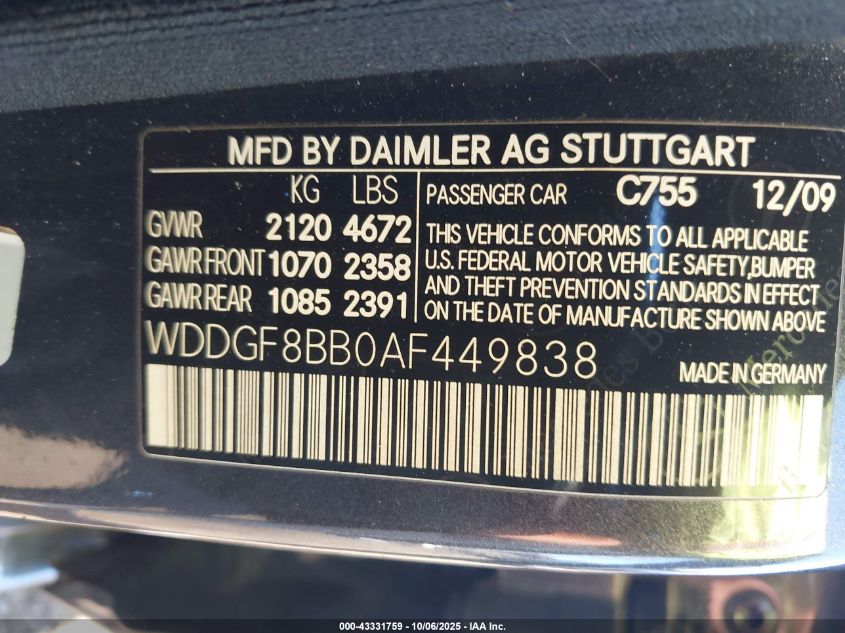 MFD BY DAIMLER AG STUTTGART
KG LBS
GVWR 2120 4672
GAWR FRONT 1070 2358
GAWR REAR 1085 2391
PASSENGER CAR C755 12/09
THIS VEHICLE CONFORMS TO ALL APPLICABLE
U.S. FEDERAL MOTOR VEHICLE SAFETY,BUMPER
AND THEFT PREVENTION STANDARDS IN EFFECT
ON THE DATE OF MANUFACTURE SHOWN ABOVE
WDDGF8BB0AF449838
MADE IN GERMANY
000-43331759 - 10/06/2025 - IAA Inc.